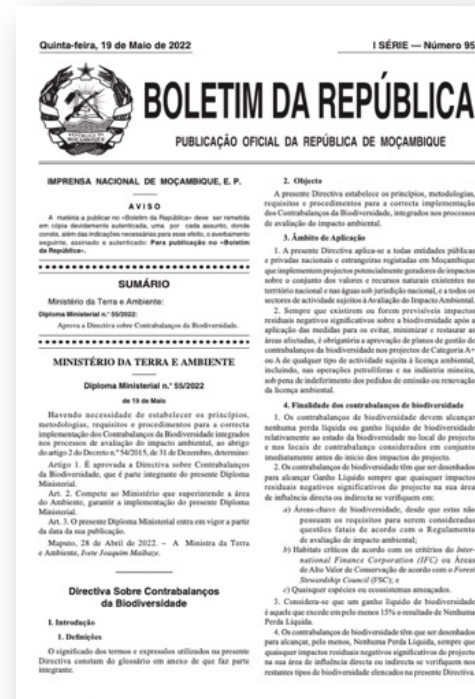 Quinta-feira, 19 de Maio de 2022
I SÉRIE — Número 95
BOLETIM DA REPÚBLICA
PUBLICAÇÃO OFICIAL DA REPÚBLICA DE MOÇAMBIQUE
IMPRENSA NACIONAL DE MOÇAMBIQUE, E. P.
AVISO
A matéria a publicar no «Boletim da República» deve ser remetida
em cópia devidamente autenticada, uma por cada assunto, donde
conste, além das indicações necessárias para esse efeito, o averbamento
seguinte, assinado e autenticado: Para publicação no «Boletim
da República».
SUMÁRIO
Ministério da Terra e Ambiente:
Diploma Ministerial n.º 55/2022:
Aprova a Directiva sobre Contrabalanços da Biodiversidade.
MINISTÉRIO DA TERRA E AMBIENTE
Diploma Ministerial n.º 55/2022
de 19 de Maio
Havendo necessidade de estabelecer os princípios,
metodologias, requisitos e procedimentos para a correcta
implementação dos Contrabalanços da Biodiversidade integrados
nos processos de avaliação do impacto ambiental, ao abrigo
do artigo 2 do Decreto n.º 54/2015, de 31 de Dezembro, determino:
Artigo 1. É aprovada a Directiva sobre Contrabalanços
da Biodiversidade, que é parte integrante do presente Diploma
Ministerial.
Art. 2. Compete ao Ministério que superintende a área
do Ambiente, garantir a implementação do presente Diploma
Ministerial.
Art. 3. O presente Diploma Ministerial entra em vigor a partir
da data da sua publicação.
Maputo, 28 de Abril de 2022. – A Ministra da Terra
e Ambiente, Ivete Joaquim Maibaze.
Directiva Sobre Contrabalanços
da Biodiversidade
I. Introdução
1. Definições
O significado dos termos e expressões utilizados na presente
Directiva constam do glossário em anexo de que faz parte
integrante.
2. Objecto
A presente Directiva estabelece os princípios, metodologias,
requisitos e procedimentos para a correcta implementação
dos Contrabalanços da Biodiversidade, integrados nos processos
de avaliação do impacto ambiental.
3. Âmbito de Aplicação
1. A presente Directiva aplica-se a todas entidades públicas
e privadas nacionais e estrangeiras registadas em Moçambique
que implementem projectos potencialmente geradores de impactos
sobre o conjunto dos valores e recursos naturais existentes no
território nacional e nas águas sob jurisdição nacional, e a todos os
sectores de actividade sujeitos à Avaliação do Impacto Ambiental.
2. Sempre que existirem ou forem previsíveis impactos
residuais negativos significativos sobre a biodiversidade após a
aplicação das medidas para os evitar, minimizar e restaurar as
áreas afectadas, é obrigatória a aprovação de planos de gestão de
contrabalanços da biodiversidade nos projectos de Categoria A+
ou A de qualquer tipo de actividade sujeita à licença ambiental,
incluindo, nas operações petrolíferas e na indústria mineira,
sob pena de indeferimento dos pedidos de emissão ou renovação
da licença ambiental.
4. Finalidade dos contrabalanços de biodiversidade
1. Os contrabalanços de biodiversidade devem alcançar
nenhuma perda líquida ou ganho líquido de biodiversidade
relativamente ao estado da biodiversidade no local do projecto
e nos locais de contrabalanço considerados em conjunto
imediatamente antes do início dos impactos do projecto.
2. Os contrabalanços de biodiversidade têm que ser desenhados
para alcançar Ganho Líquido sempre que quaisquer impactos
residuais negativos significativos do projecto na sua área
de influência directa ou indirecta se verifiquem em:
a) Áreas-chave de biodiversidade, desde que estas não
possuam os requisitos para serem consideradas
questões fatais de acordo com o Regulamento
de avaliação de impacto ambiental;
b) Habitats críticos de acordo com os critérios do Inter-
national Finance Corporation (IFC) ou Áreas
de Alto Valor de Conservação de acordo com o Forest
Stewardship Council (FSC); e
c) Quaisquer espécies ou ecossistemas ameaçados.
3. Considera-se que um ganho líquido de biodiversidade
é aquele que excede em pelo menos 15% o resultado de Nenhuma
Perda Líquida.
4. Os contrabalanços de biodiversidade têm que ser desenhados
para alcançar, pelo menos, Nenhuma Perda Líquida, sempre que
quaisquer impactos residuais negativos significativos do projecto
na sua área de influência directa ou indirecta se verifiquem nos
restantes tipos de biodiversidade elencados na presente Directiva.